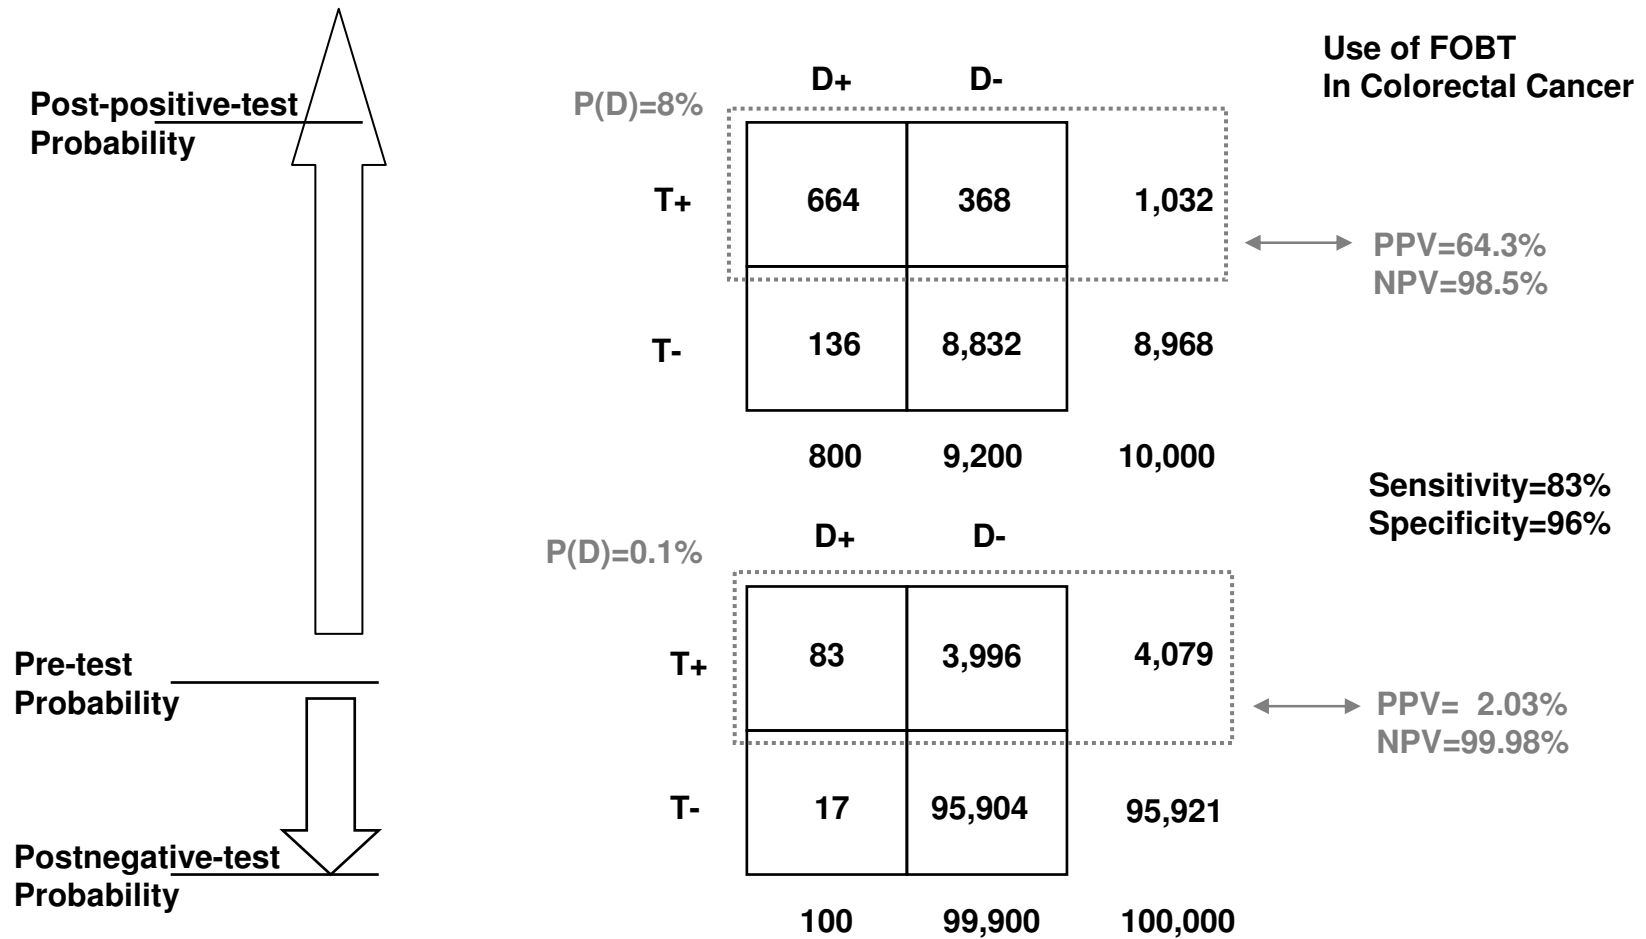 Use of FOBT
In Colorectal Cancer
Post-positive-test
Probability
P(D)=8%
D+ D-
T+ 664 368 1,032
PPV=64.3%
NPV=98.5%
T- 136 8,832 8,968
800 9,200 10,000
Sensitivity=83%
Specificity=96%
P(D)=0.1%
D+ D-
Pre-test
Probability
T+ 83 3,996 4,079
PPV= 2.03%
NPV=99.98%
T- 17 95,904 95,921
Postnegative-test
Probability
100 99,900 100,000